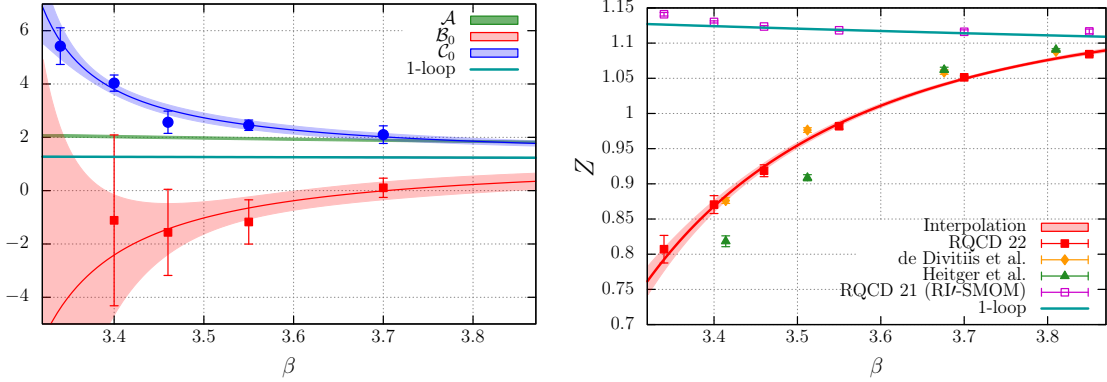 6
4
2
0
−2
−4
3.4
3.5
3.6
3.7
3.8
β
𝒜
ℬ₀
𝒞₀
1-loop
1.15
1.1
1.05
1
0.95
0.9
0.85
0.8
0.75
0.7
Z
3.4
3.5
3.6
3.7
3.8
β
Interpolation
RQCD 22
de Divitiis et al.
Heitger et al.
RQCD 21 (RI′-SMOM)
1-loop